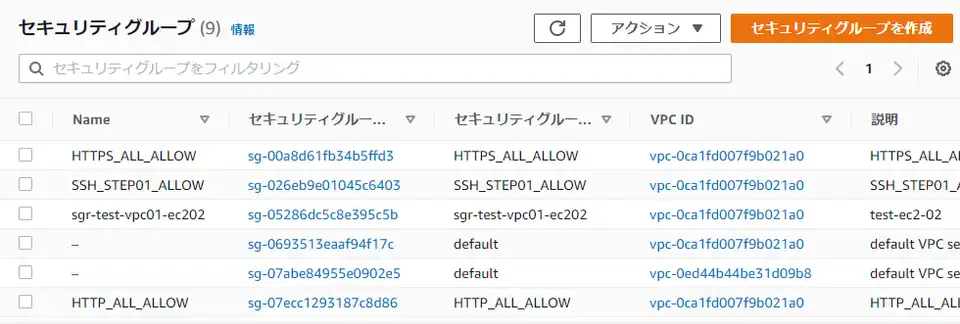 セキュリティグループ (9) 情報 アクション ▼ セキュリティグループを作成
セキュリティグループをフィルタリング 1
Name セキュリティグルー... セキュリティグルー... VPC ID 説明
HTTPS_ALL_ALLOW sg-00a8d61fb34b5ffd3 HTTPS_ALL_ALLOW vpc-0ca1fd007f9b021a0 HTTPS_ALL_A
SSH_STEP01_ALLOW sg-026eb9e01045c6403 SSH_STEP01_ALLOW vpc-0ca1fd007f9b021a0 SSH_STEP01_A
sgr-test-vpc01-ec202 sg-05286dc5c8e395c5b sgr-test-vpc01-ec202 vpc-0ca1fd007f9b021a0 test-ec2-02
– sg-0693513eaaf94f17c default vpc-0ca1fd007f9b021a0 default VPC se
– sg-07abe84955e0902e5 default vpc-0ed44b44be31d09b8 default VPC se
HTTP_ALL_ALLOW sg-07ecc1293187c8d86 HTTP_ALL_ALLOW vpc-0ca1fd007f9b021a0 HTTP_ALL_ALL